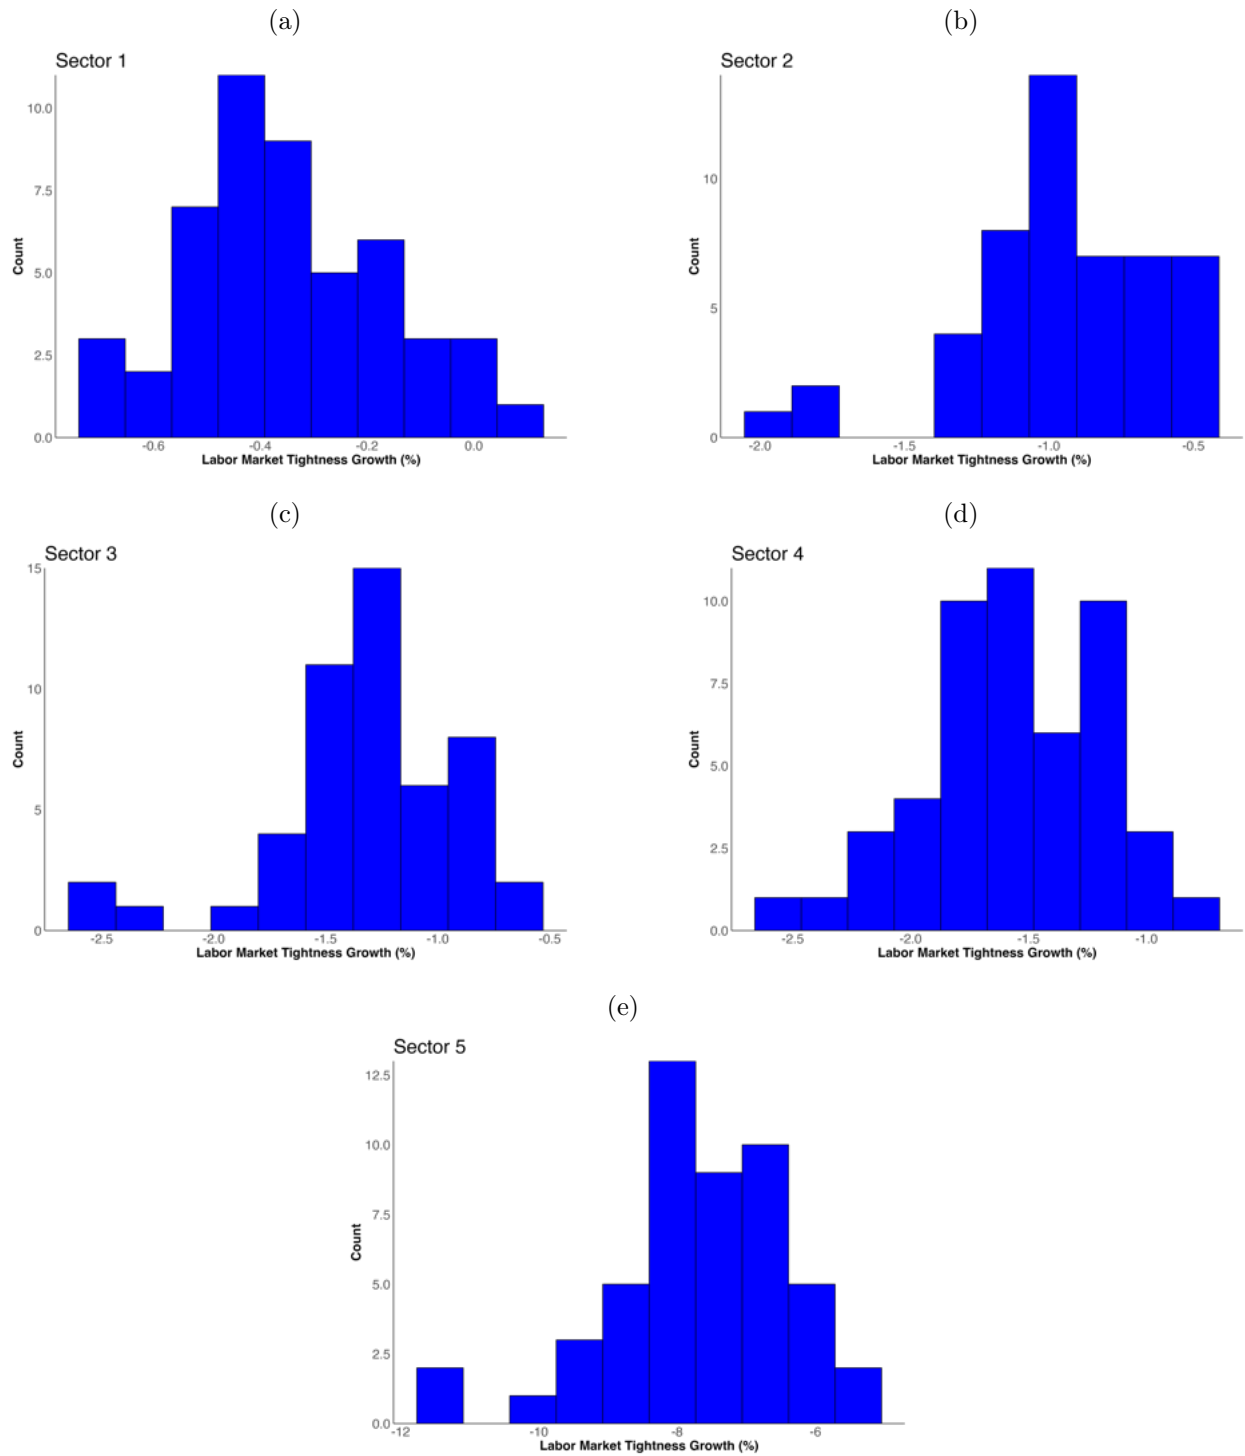 (a)
Sector 1
10.0
7.5
5.0
2.5
0.0
Count
-0.6 -0.4 -0.2 0.0
Labor Market Tightness Growth (%)
(b)
Sector 2
10
5
0
Count
-2.0 -1.5 -1.0 -0.5
Labor Market Tightness Growth (%)
(c)
Sector 3
15
10
5
0
Count
-2.5 -2.0 -1.5 -1.0 -0.5
Labor Market Tightness Growth (%)
(d)
Sector 4
10.0
7.5
5.0
2.5
0.0
Count
-2.5 -2.0 -1.5 -1.0
Labor Market Tightness Growth (%)
(e)
Sector 5
12.5
10.0
7.5
5.0
2.5
0.0
Count
-12 -10 -8 -6
Labor Market Tightness Growth (%)